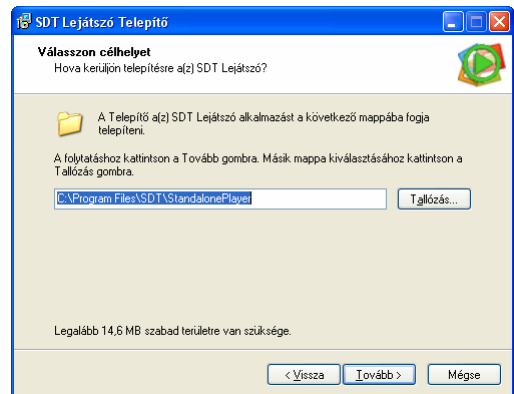 SDT Lejátszó Telepítő
Válasszon célhelyet
Hova kerüljön telepítésre a(z) SDT Lejátszó?
A Telepítő a(z) SDT Lejátszó alkalmazást a következő mappába fogja
telepíteni.
A folytatáshoz kattintson a Tovább gombra. Másik mappa kiválasztásához kattintson a
Tallózás gombra.
C:\Program Files\SDT\StandalonePlayer
Tallózás...
Legalább 14,6 MB szabad területre van szüksége.
< Vissza
Tovább >
Mégse